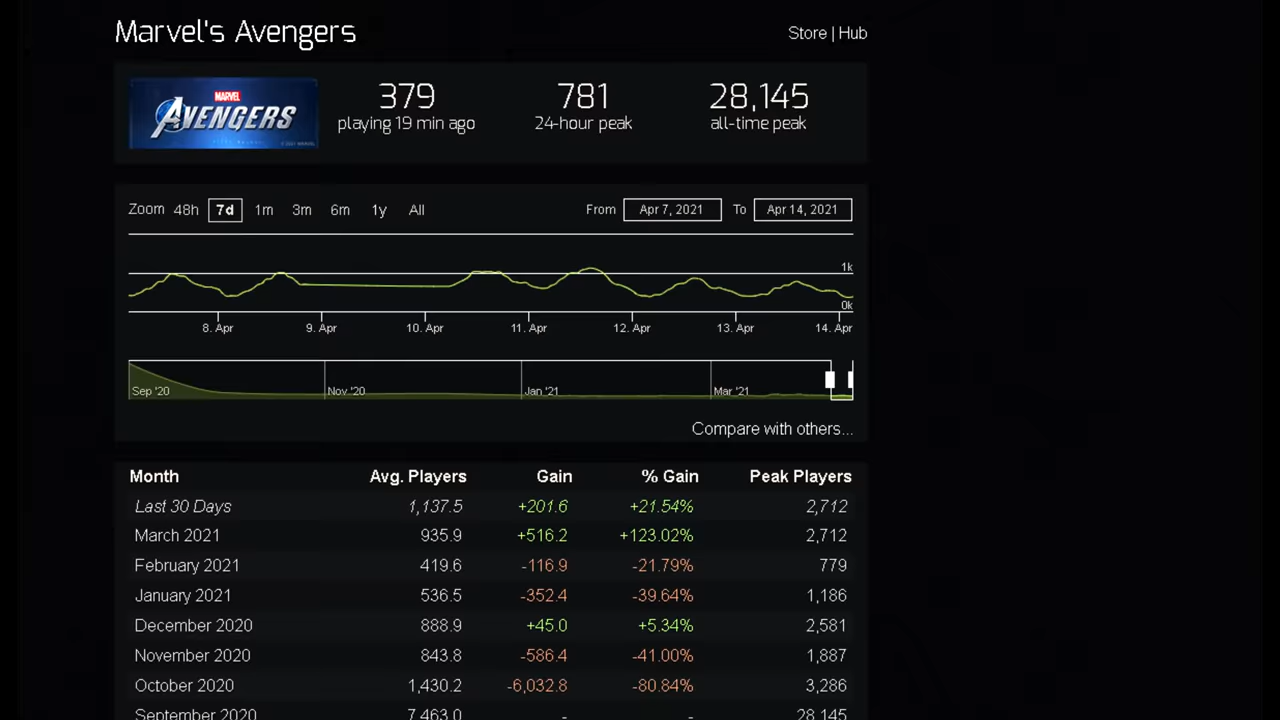 Marvel's Avengers
Store | Hub
MARVEL
AVENGERS
379
781
28,145
playing 19 min ago
24-hour peak
all-time peak
Zoom 48h 7d 1m 3m 6m 1y All
From Apr 7, 2021 To Apr 14, 2021
1k
0k
8. Apr 9. Apr 10. Apr 11. Apr 12. Apr 13. Apr 14. Apr
Sep '20 Nov '20 Jan '21 Mar '21
Compare with others...
Month Avg. Players Gain % Gain Peak Players
Last 30 Days 1,137.5 +201.6 +21.54% 2,712
March 2021 935.9 +516.2 +123.02% 2,712
February 2021 419.6 -116.9 -21.79% 779
January 2021 536.5 -352.4 -39.64% 1,186
December 2020 888.9 +45.0 +5.34% 2,581
November 2020 843.8 -586.4 -41.00% 1,887
October 2020 1,430.2 -6,032.8 -80.84% 3,286
September 2020 7,463.0 - - 28,145